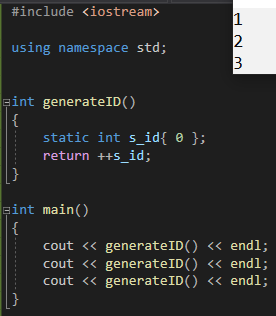 #include <iostream>
using namespace std;
int generateID()
{
    static int s_id{ 0 };
    return ++s_id;
}
int main()
{
    cout << generateID() << endl;
    cout << generateID() << endl;
    cout << generateID() << endl;
}
1
2
3